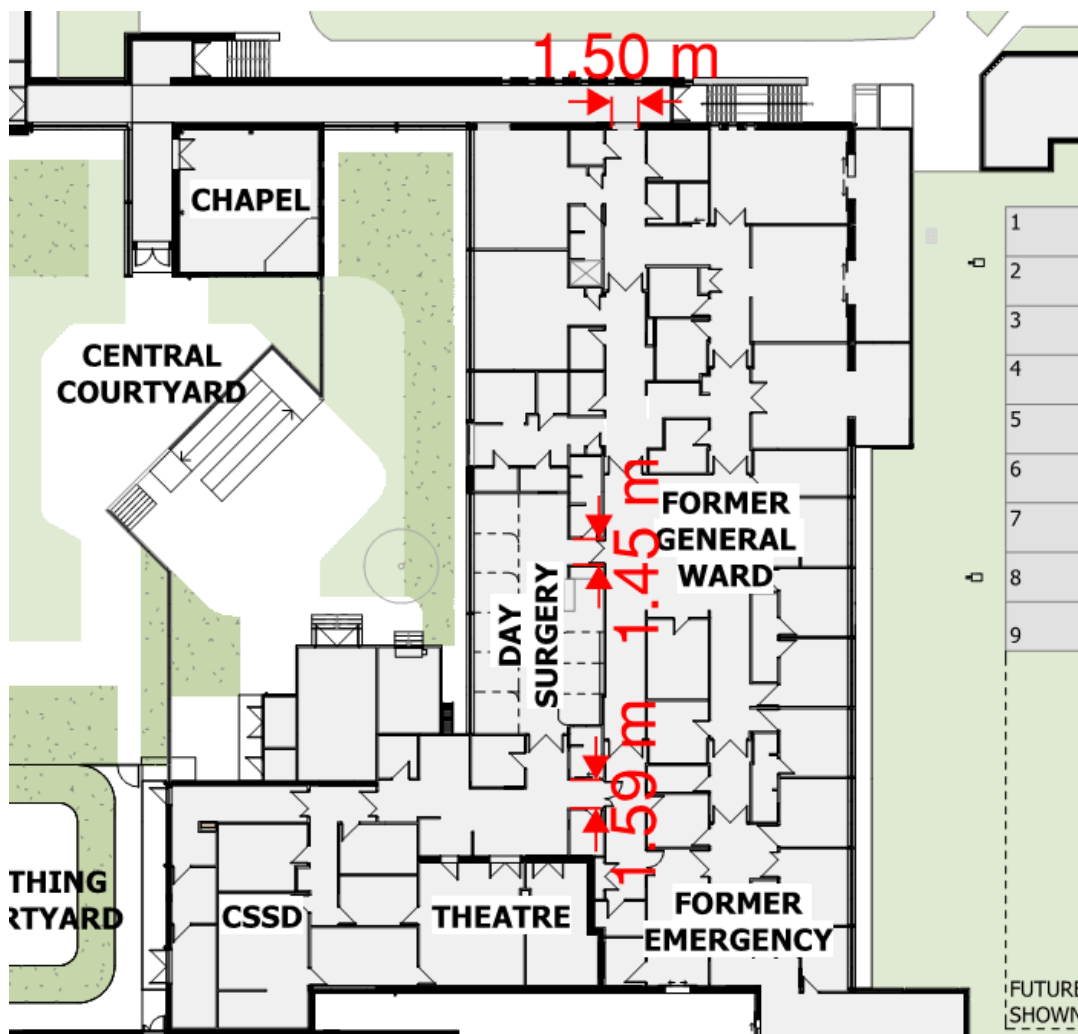 1.50 m
CHAPEL
1
2
3
4
5
6
7
8
9
CENTRAL
COURTYARD
1.45 m
FORMER
GENERAL
WARD
DAY
SURGERY
1.59 m
THING
RTYARD
CSSD
THEATRE
FORMER
EMERGENCY
FUTURE
SHOWN